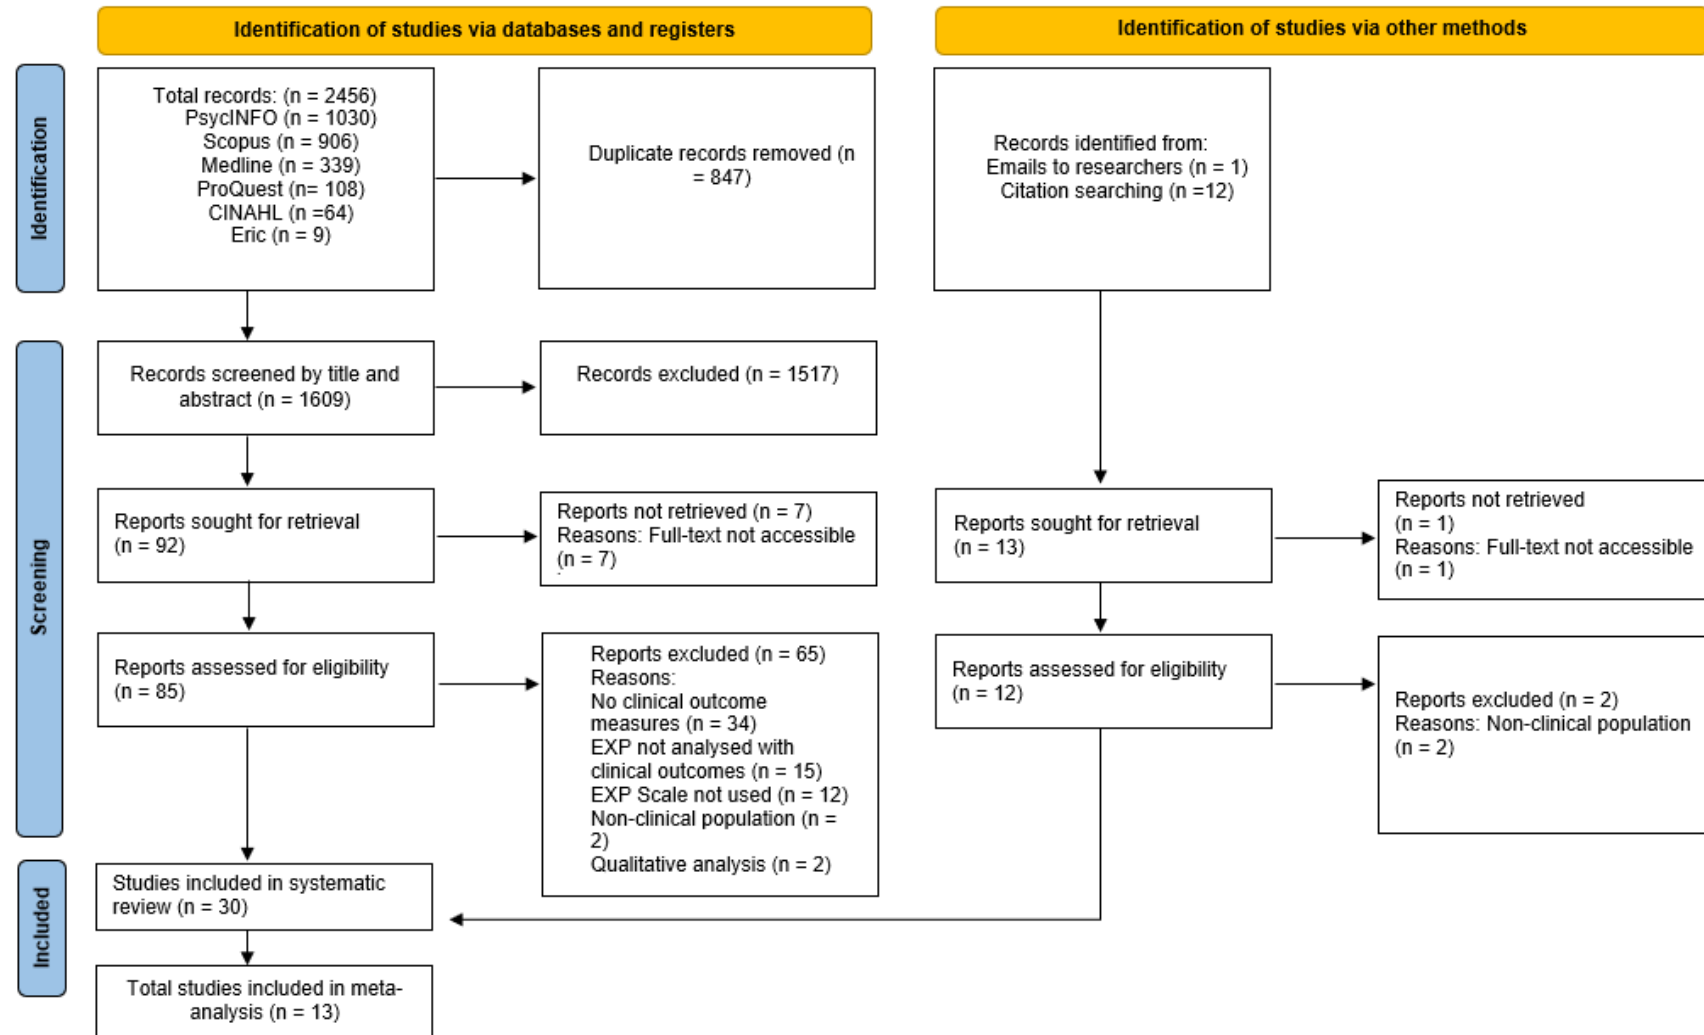 Identification of studies via databases and registers
Identification of studies via other methods
Identification
Total records: (n = 2456)
PsycINFO (n = 1030)
Scopus (n = 906)
Medline (n = 339)
ProQuest (n= 108)
CINAHL (n =64)
Eric (n = 9)
Duplicate records removed (n
= 847)
Records identified from:
Emails to researchers (n = 1)
Citation searching (n =12)
Screening
Records screened by title and
abstract (n = 1609)
Records excluded (n = 1517)
Reports sought for retrieval
(n = 92)
Reports not retrieved (n = 7)
Reasons: Full-text not accessible
(n = 7)
Reports sought for retrieval
(n = 13)
Reports not retrieved
(n = 1)
Reasons: Full-text not accessible
(n = 1)
Reports assessed for eligibility
(n = 85)
Reports excluded (n = 65)
Reasons:
No clinical outcome
measures (n = 34)
EXP not analysed with
clinical outcomes (n = 15)
EXP Scale not used (n = 12)
Non-clinical population (n =
2)
Qualitative analysis (n = 2)
Reports assessed for eligibility
(n = 12)
Reports excluded (n = 2)
Reasons: Non-clinical population
(n = 2)
Included
Studies included in systematic
review (n = 30)
Total studies included in meta-
analysis (n = 13)